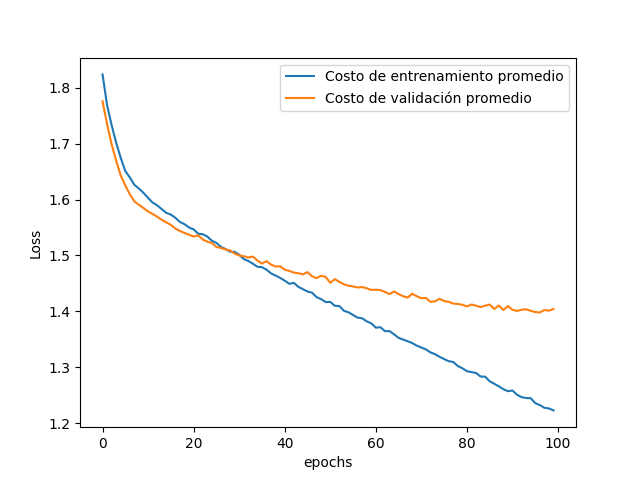 Costo de entrenamiento promedio
Costo de validación promedio
Loss
1.8
1.7
1.6
1.5
1.4
1.3
1.2
0 20 40 60 80 100
epochs